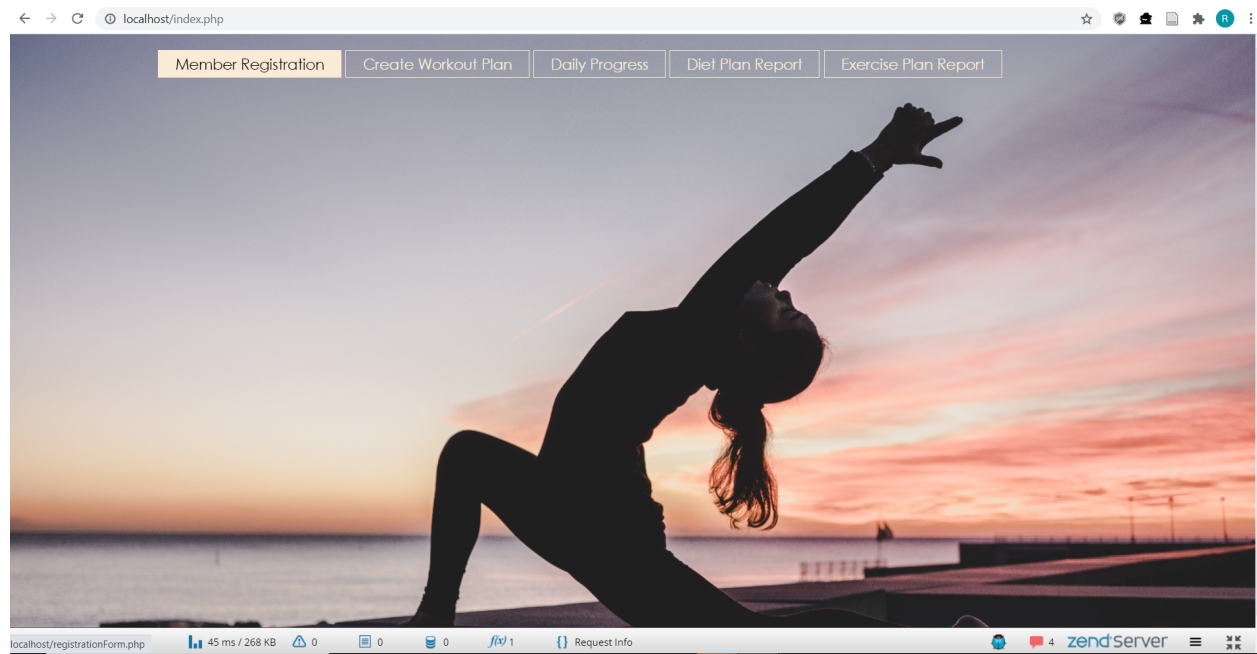 localhost/index.php
R
Member Registration Create Workout Plan Daily Progress Diet Plan Report Exercise Plan Report
localhost/registrationForm.php 45 ms / 268 KB 0 0 0 f(x) 1 {} Request Info 4 zend'Server